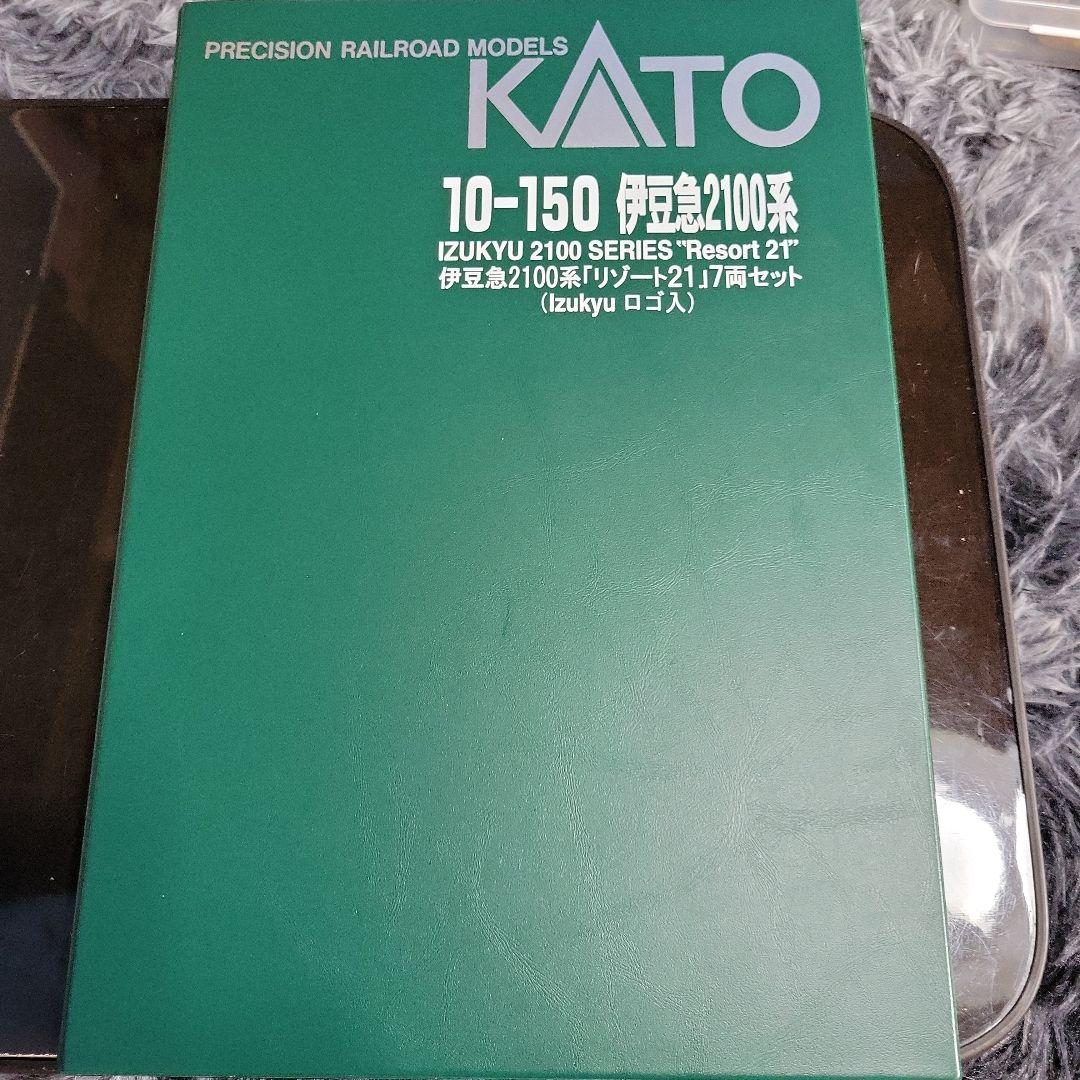 PRECISION RAILROAD MODELS
KATO
10-150 伊豆急2100系
IZUKYU 2100 SERIES "Resort 21"
伊豆急2100系「リゾート21」7両セット
(Izukyu ロゴ入)